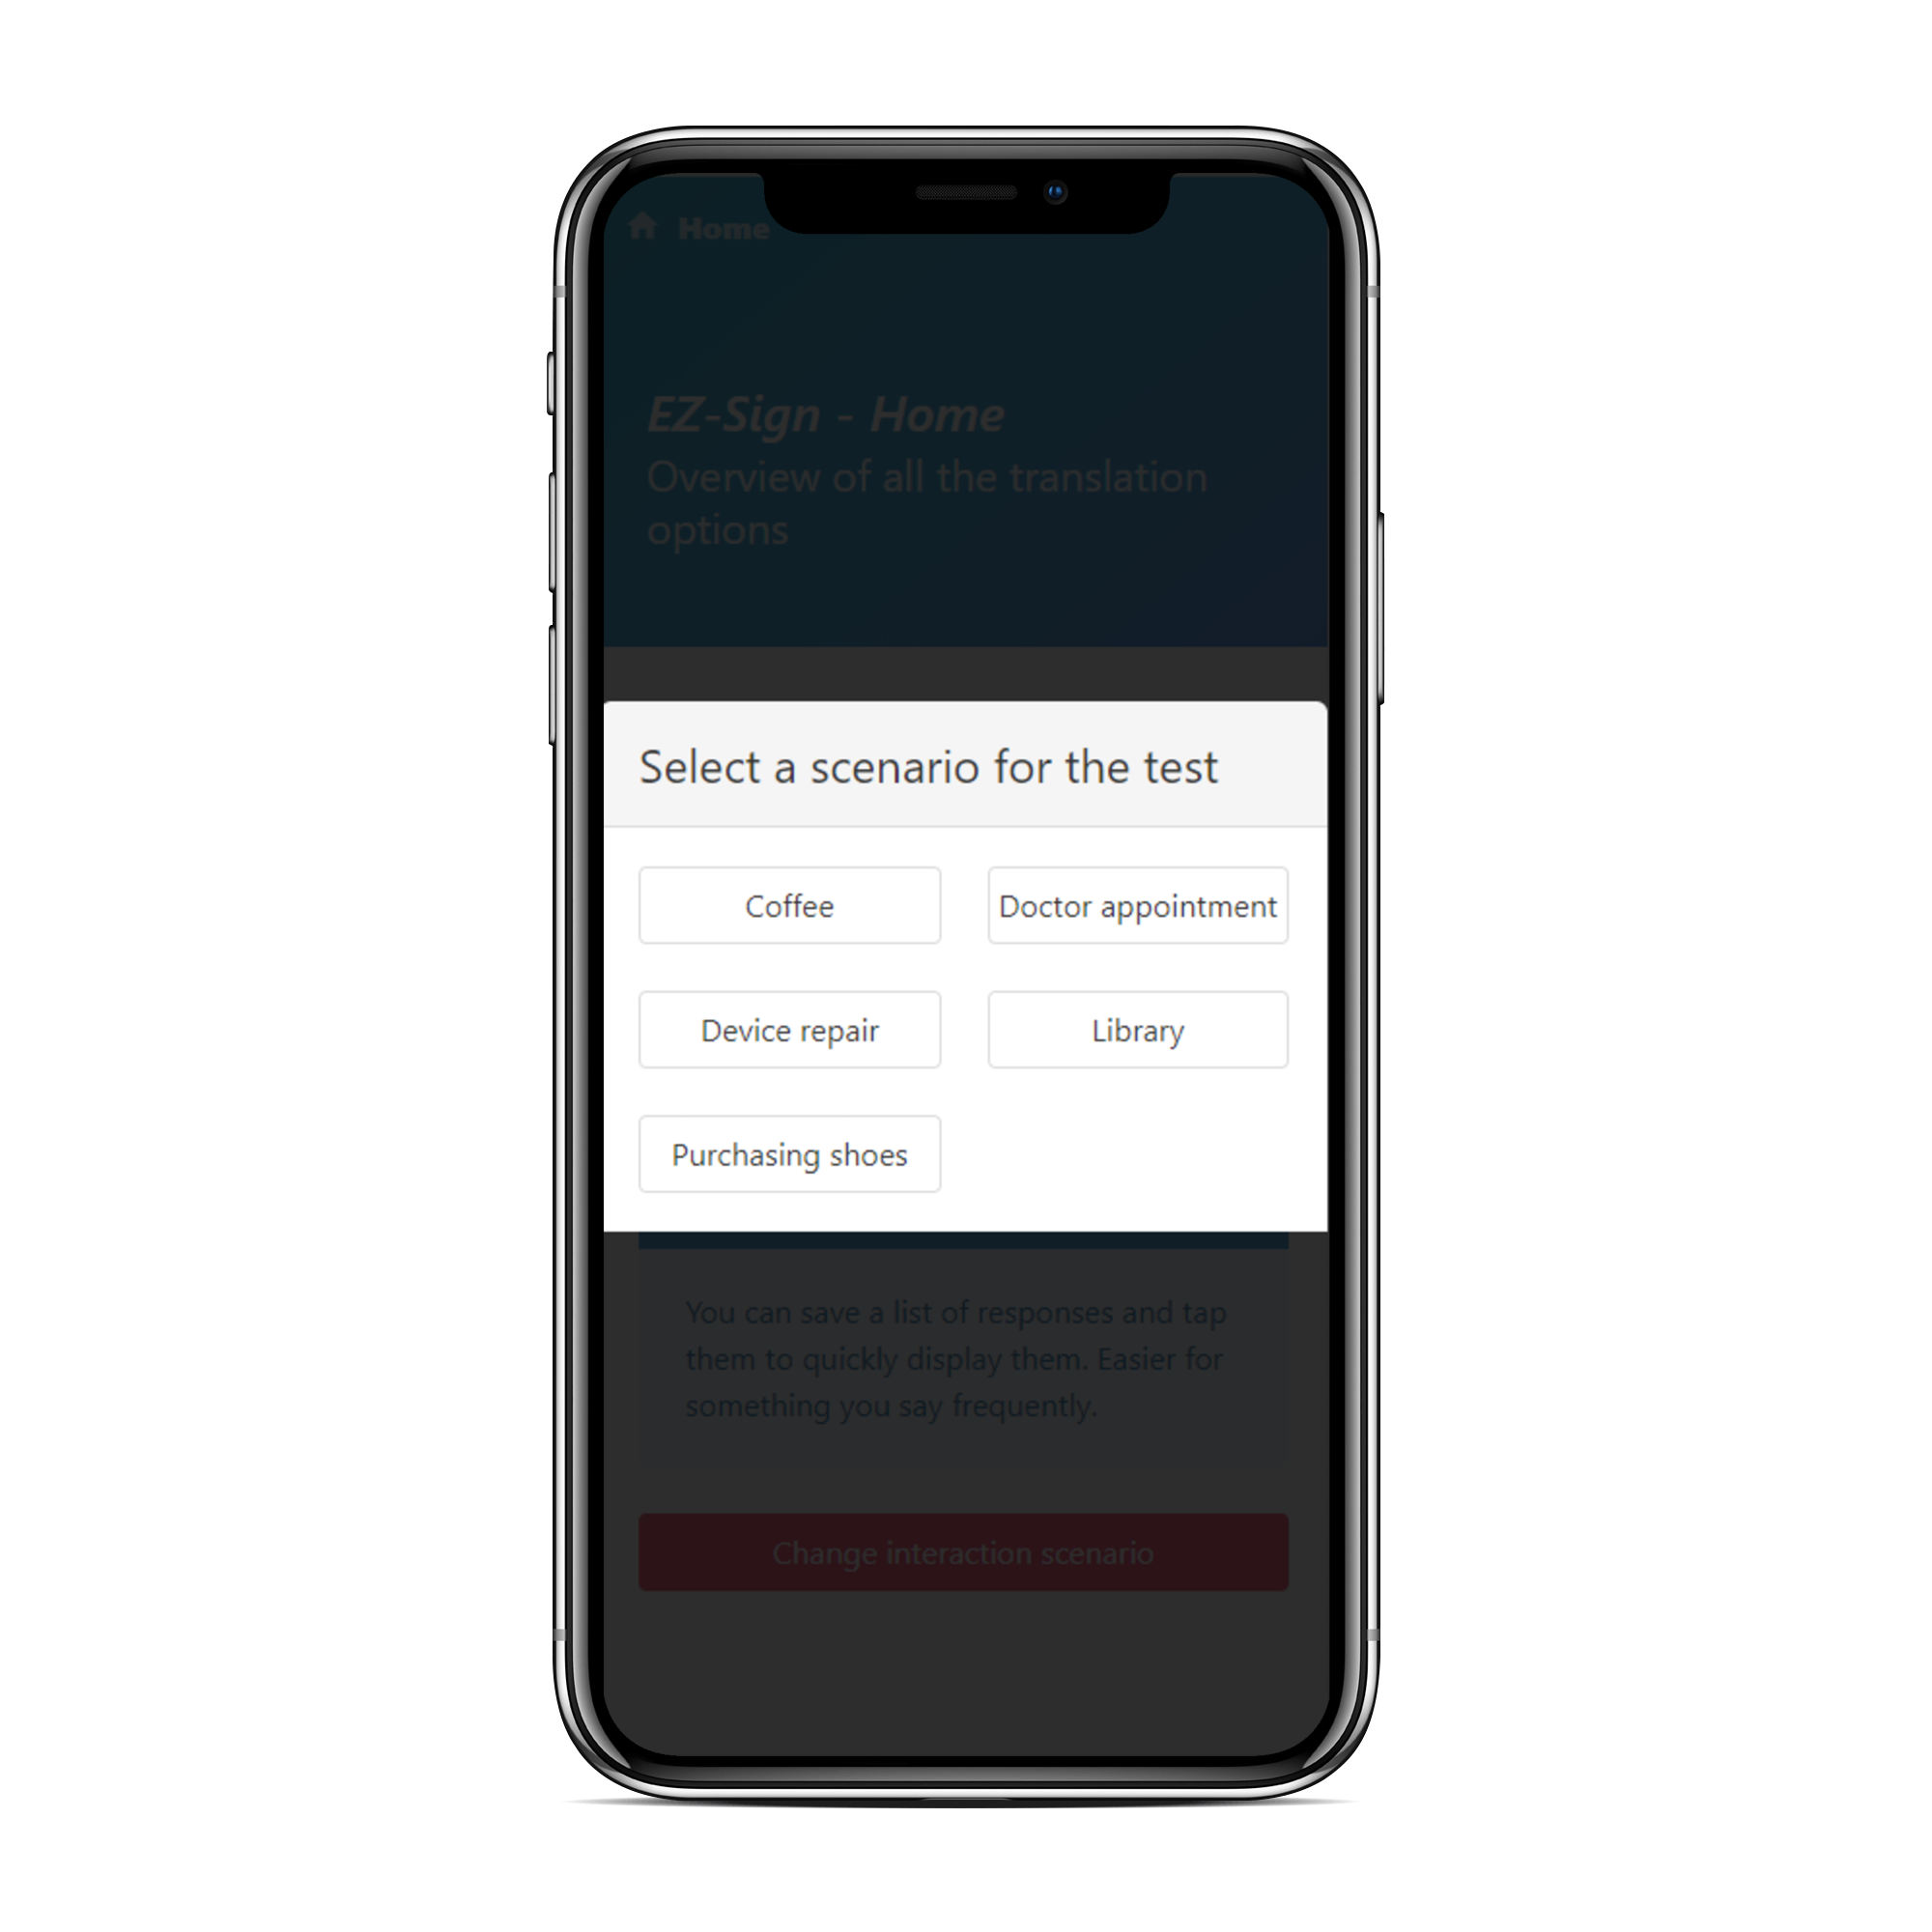 Home
EZ-Sign - Home
Overview of all the translation
options
Select a scenario for the test
Coffee
Doctor appointment
Device repair
Library
Purchasing shoes
You can save a list of responses and tap
them to quickly display them. Easier for
something you say frequently.
Change interaction scenario